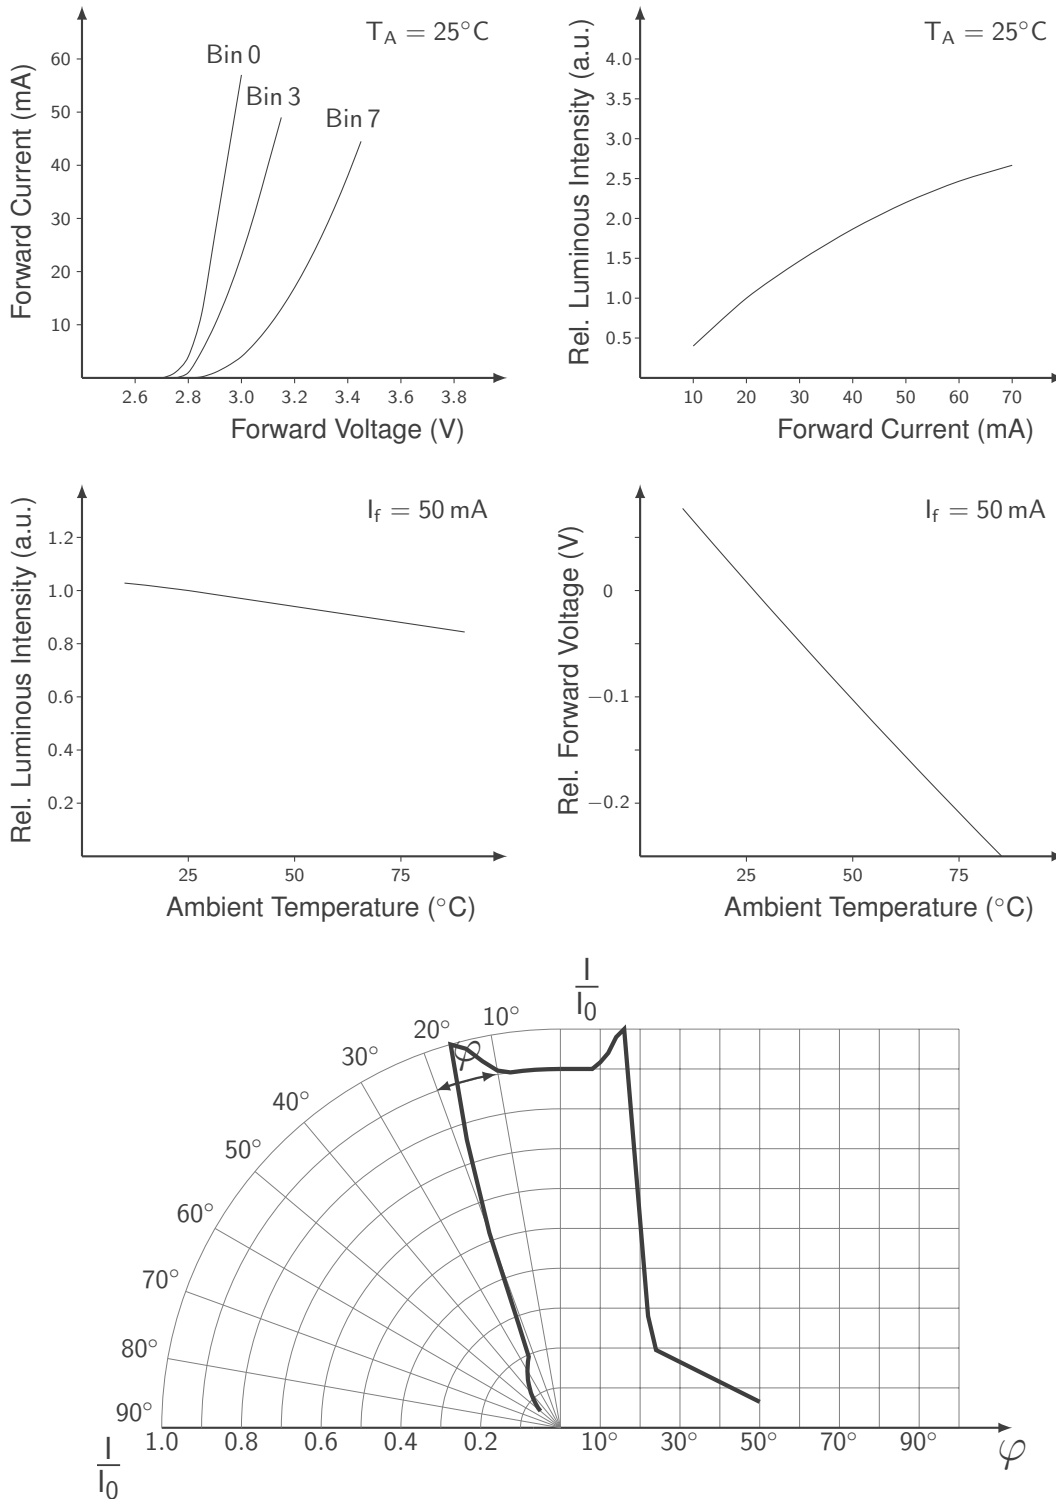 T_A = 25°C
Bin 0
Bin 3
Bin 7
60
50
40
30
20
10
Forward Current (mA)
2.6 2.8 3.0 3.2 3.4 3.6 3.8
Forward Voltage (V)
T_A = 25°C
4.0
3.5
3.0
2.5
2.0
1.5
1.0
0.5
Rel. Luminous Intensity (a.u.)
10 20 30 40 50 60 70
Forward Current (mA)
I_f = 50 mA
1.2
1.0
0.8
0.6
0.4
0.2
Rel. Luminous Intensity (a.u.)
25 50 75
Ambient Temperature (°C)
I_f = 50 mA
0
−0.1
−0.2
Rel. Forward Voltage (V)
25 50 75
Ambient Temperature (°C)
I
I_0
10°
20°
30°
40°
50°
60°
70°
80°
90°
φ
1.0 0.8 0.6 0.4 0.2 10° 30° 50° 70° 90° φ
I
I_0